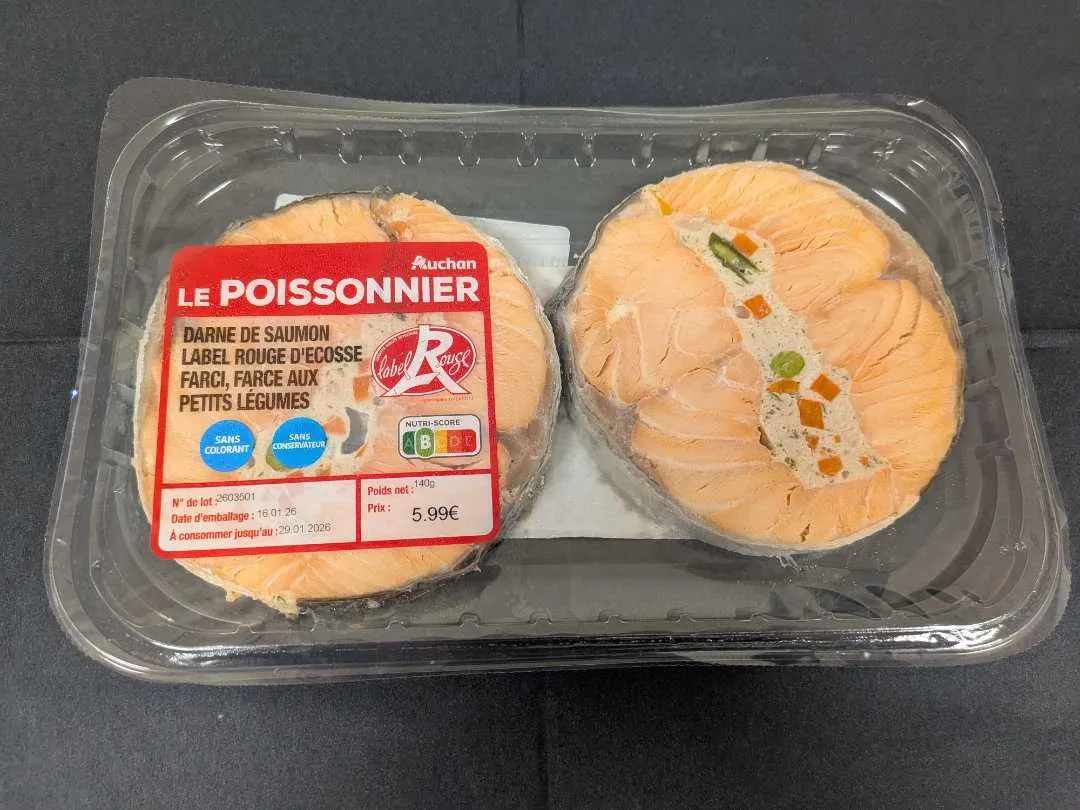 Auchan
LE POISSONNIER
DARNE DE SAUMON
LABEL ROUGE D'ECOSSE
FARCI, FARCE AUX
PETITS LÉGUMES
label Rouge
SANS
COLORANT
SANS
CONSERVATEUR
NUTRI-SCORE
A B C D E
N° de lot : 2603501
Date d'emballage : 16.01.26
À consommer jusqu'au : 29.01.2026
Poids net : 140g
Prix : 5.99€